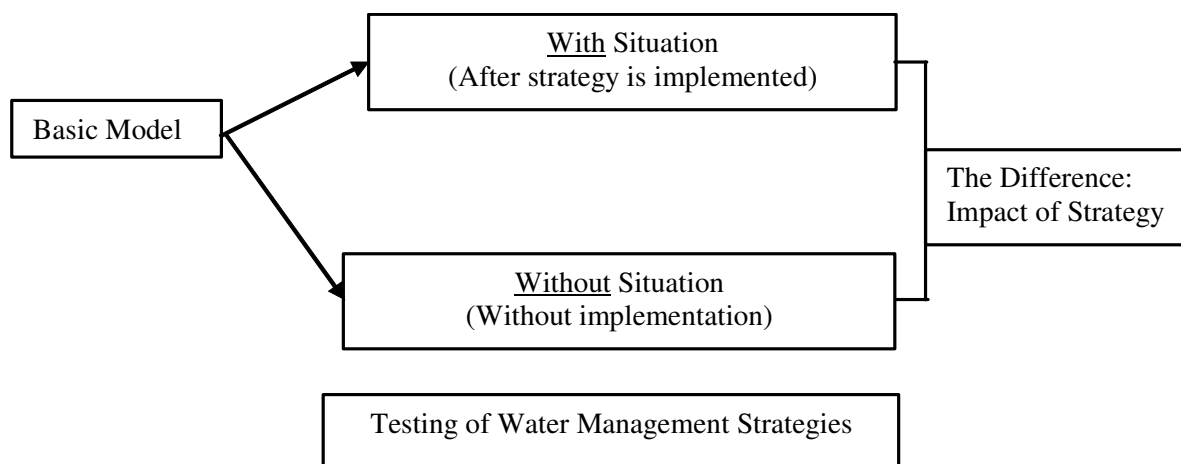 With Situation
(After strategy is implemented)
Basic Model
The Difference:
Impact of Strategy
Without Situation
(Without implementation)
Testing of Water Management Strategies